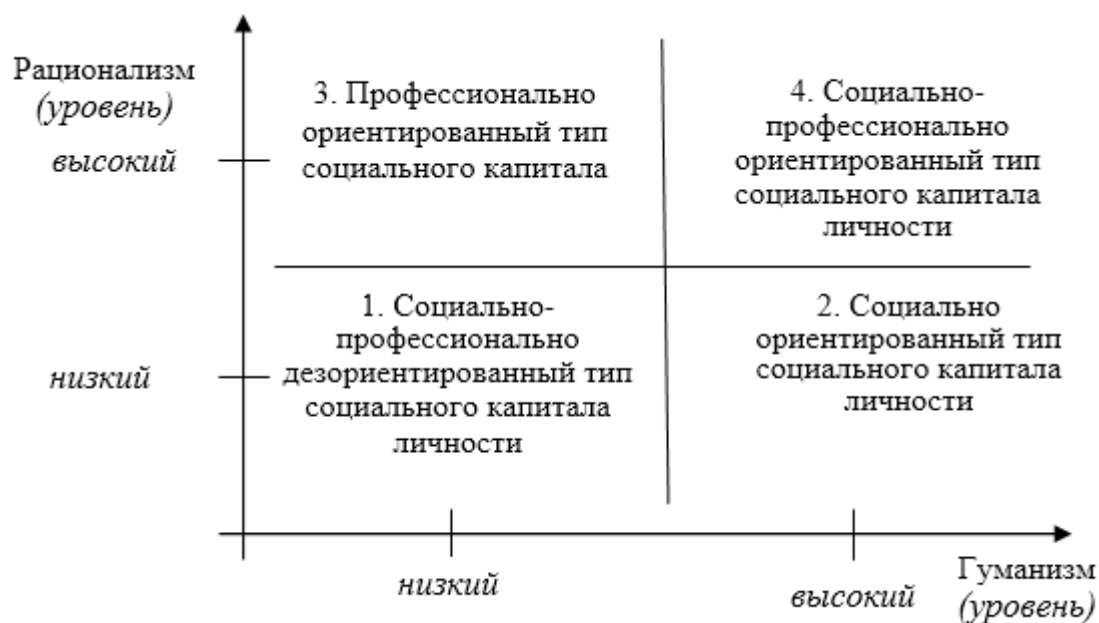 Рационализм
(уровень)
высокий
3. Профессионально
ориентированный тип
социального капитала
4. Социально-
профессионально
ориентированный тип
социального капитала
личности
низкий
1. Социально-
профессионально
дезориентированный тип
социального капитала
личности
2. Социально
ориентированный тип
социального капитала
личности
низкий
высокий
Гуманизм
(уровень)